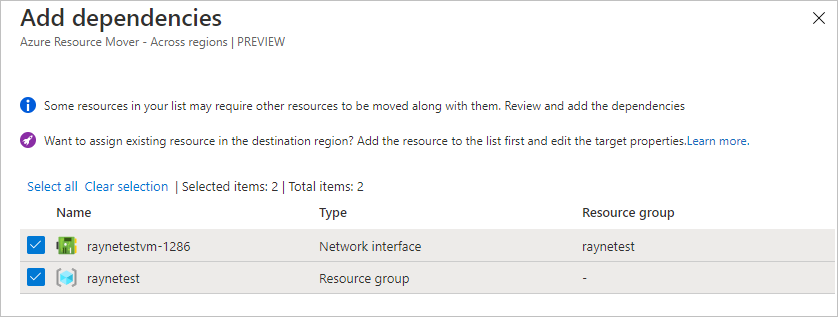 Add dependencies
Azure Resource Mover - Across regions | PREVIEW
Some resources in your list may require other resources to be moved along with them. Review and add the dependencies
Want to assign existing resource in the destination region? Add the resource to the list first and edit the target properties.Learn more.
Select all Clear selection | Selected items: 2 | Total items: 2
Name Type Resource group
raynetestvm-1286 Network interface raynetest
raynetest Resource group -